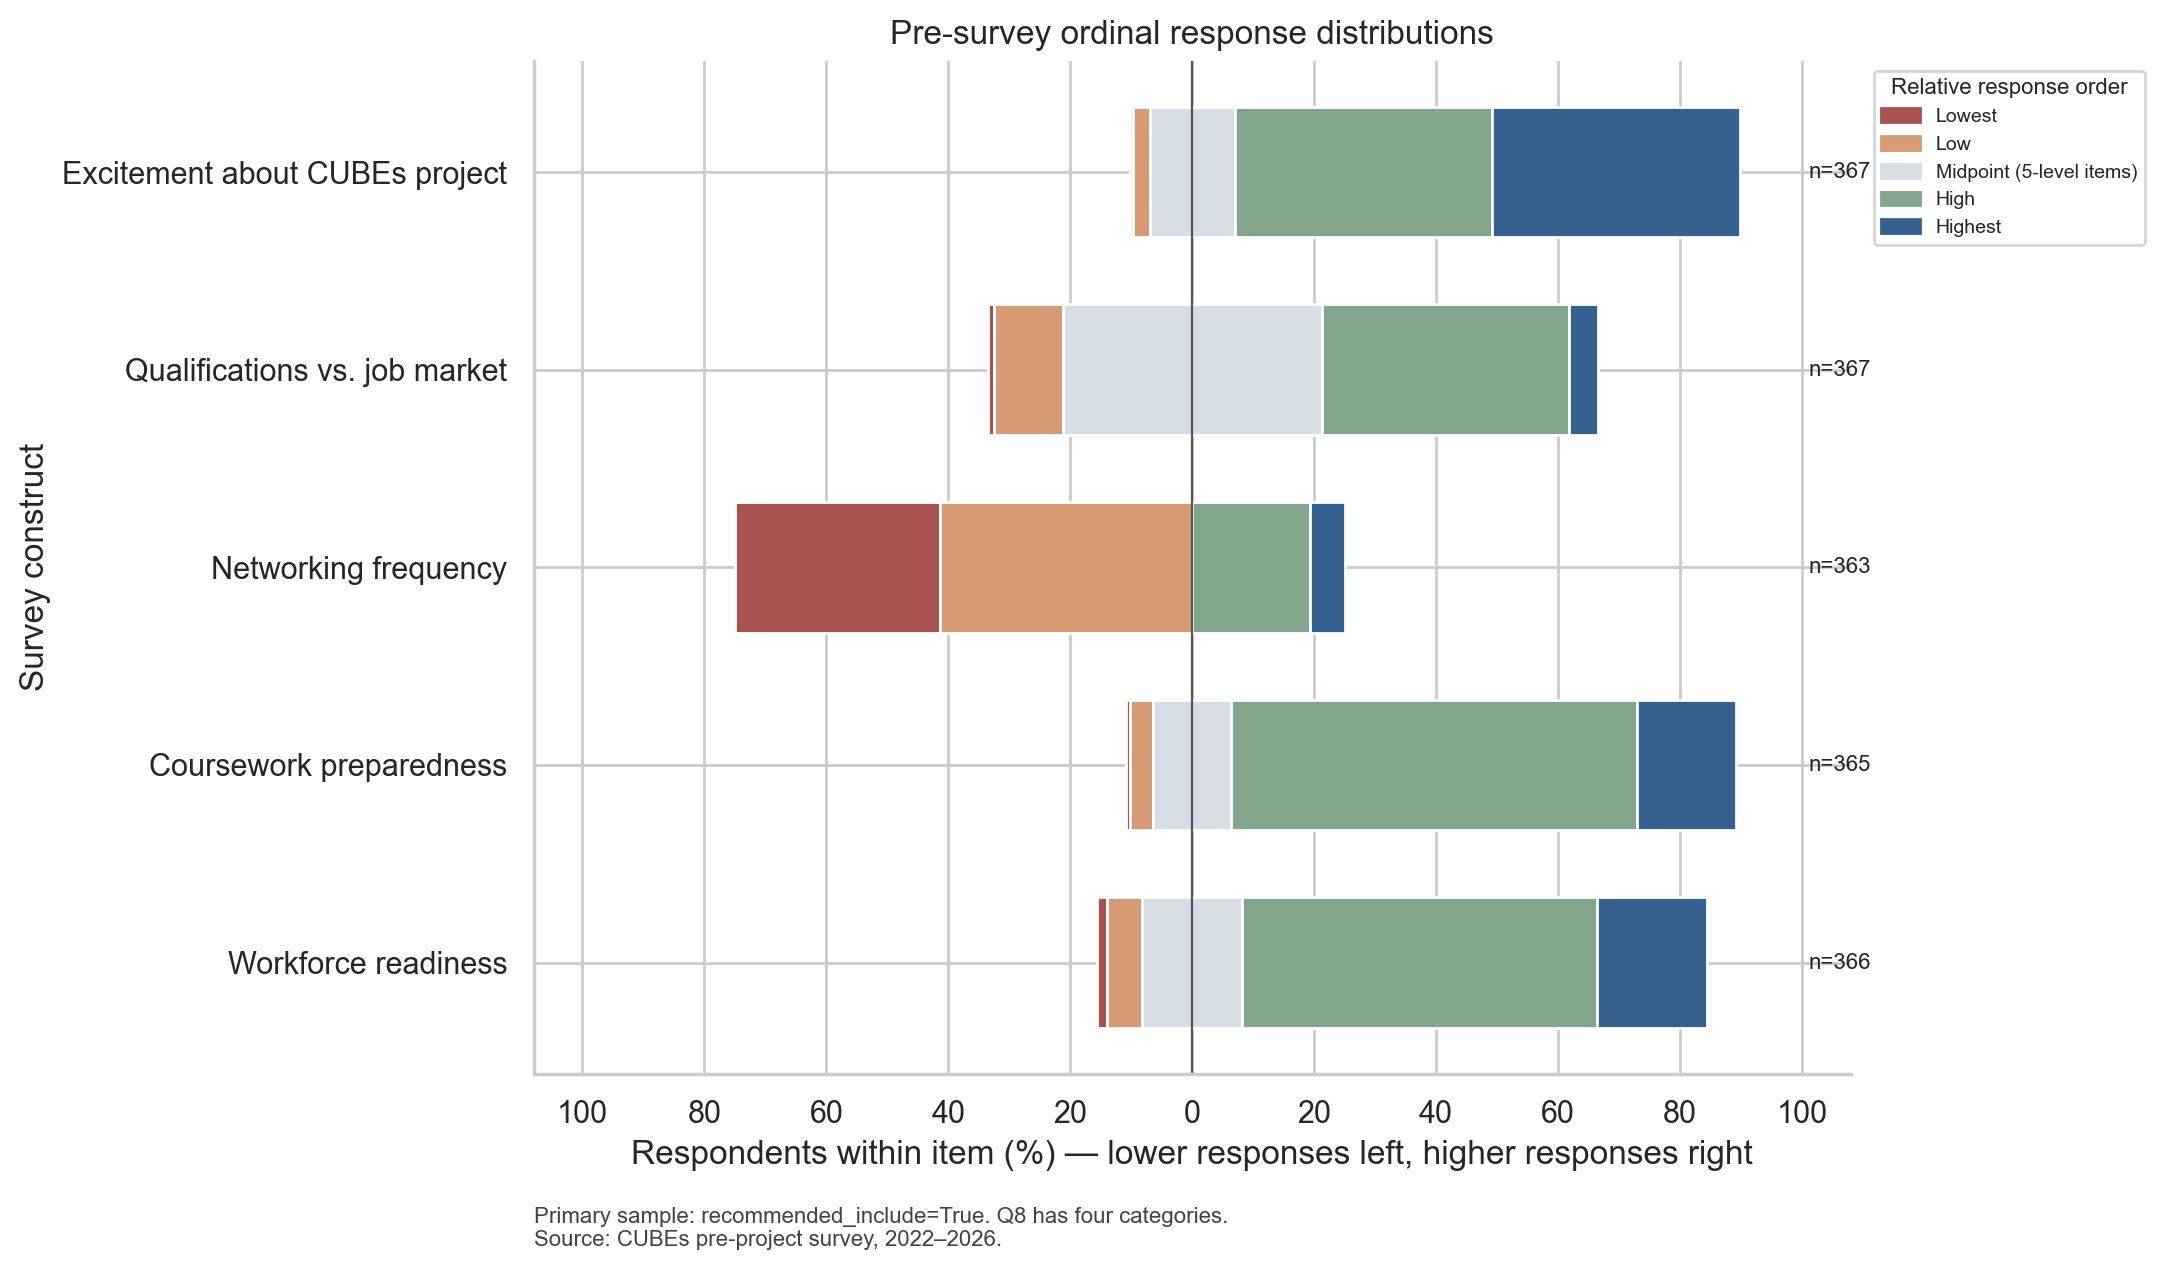 Pre-survey ordinal response distributions
Relative response order
Lowest
Low
Midpoint (5-level items)
High
Highest
Survey construct
Excitement about CUBEs project
n=367
Qualifications vs. job market
n=367
Networking frequency
n=363
Coursework preparedness
n=365
Workforce readiness
n=366
100 80 60 40 20 0 20 40 60 80 100
Respondents within item (%) — lower responses left, higher responses right
Primary sample: recommended_include=True. Q8 has four categories.
Source: CUBEs pre-project survey, 2022–2026.